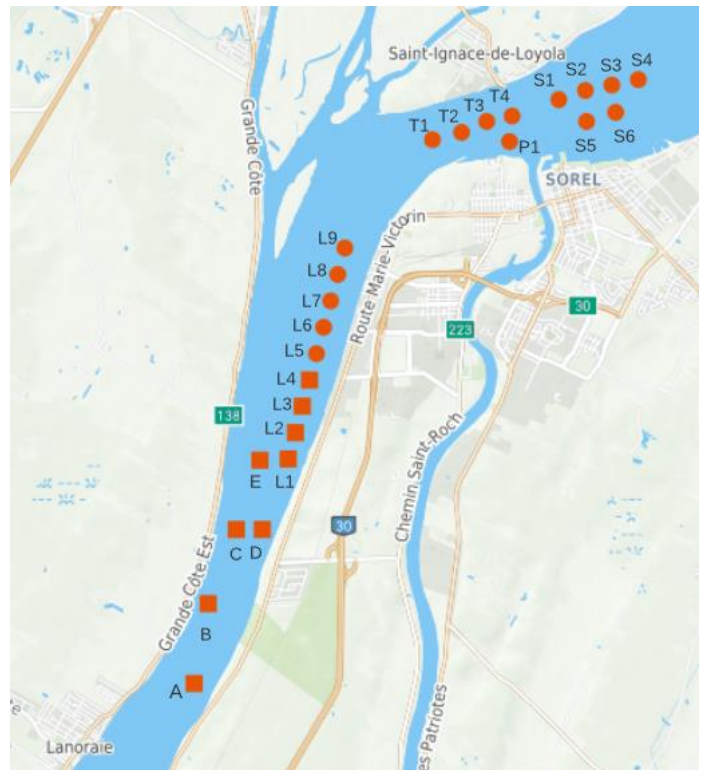 Saint-Ignace-de-Loyola
S4
S3
S2
S1
T4
T3
T2
T1
Grande Côte
P1
S6
S5
SOREL
L9
Route Marie-Victorin
L8
L7
30
L6
223
L5
L4
L3
138
L2
E
L1
Chemin Saint-Roch
C
D
30
Grande Côte Est
B
A
es Patriotes
Lanoraie